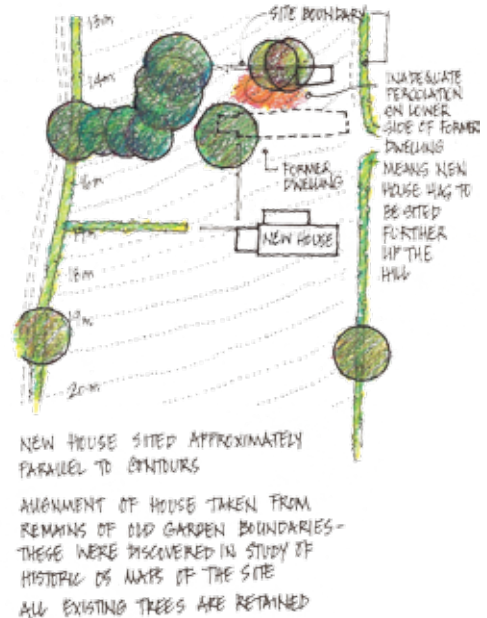 13m
SITE BOUNDARY
14m
INADEQUATE
PERCOLATION
ON LOWER
SIDE OF FORMER
DWELLING
MEANS NEW
HOUSE HAS TO
BE SITED
FURTHER
UP THE
HILL
FORMER
DWELLING
16m
17m
NEW HOUSE
18m
19m
20m
NEW HOUSE SITED APPROXIMATELY
PARALLEL TO CONTOURS
ALIGNMENT OF HOUSE TAKEN FROM
REMAINS OF OLD GARDEN BOUNDARIES-
THESE WERE DISCOVERED IN STUDY OF
HISTORIC OS MAPS OF THE SITE
ALL EXISTING TREES ARE RETAINED